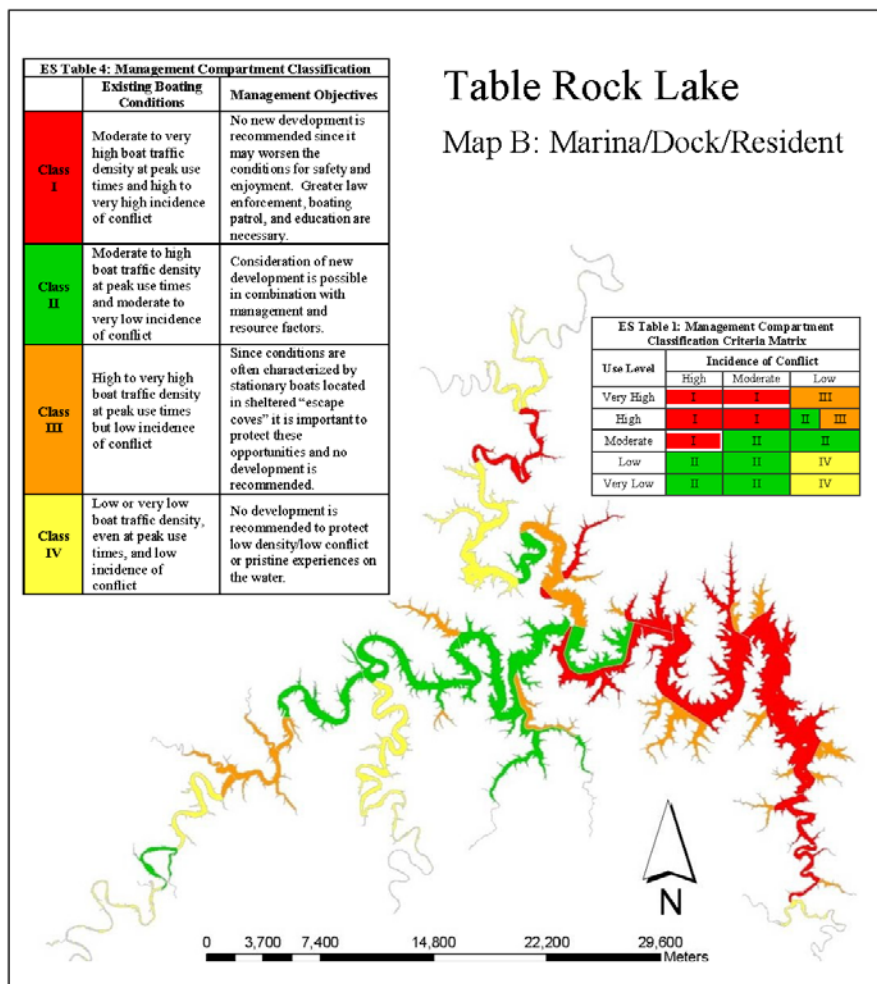 ES Table 4: Management Compartment Classification
Existing Boating
Conditions
Management Objectives
Class
I
Moderate to very
high boat traffic
density at peak use
times and high to
very high incidence
of conflict
No new development is
recommended since it
may worsen the
conditions for safety and
enjoyment. Greater law
enforcement, boating
patrol, and education are
necessary.
Class
II
Moderate to high
boat traffic density
at peak use times
and moderate to
very low incidence
of conflict
Consideration of new
development is possible
in combination with
management and
resource factors.
Class
III
High to very high
boat traffic density
at peak use times
but low incidence
of conflict
Since conditions are
often characterized by
stationary boats located
in sheltered “escape
coves” it is important to
protect these
opportunities and no
development is
recommended.
Class
IV
Low or very low
boat traffic density,
even at peak use
times, and low
incidence of
conflict
No development is
recommended to protect
low density/low conflict
or pristine experiences on
the water.
Table Rock Lake
Map B: Marina/Dock/Resident
ES Table 1: Management Compartment
Classification Criteria Matrix
Use Level
Incidence of Conflict
High Moderate Low
Very High I I III
High I I II III
Moderate I II II
Low II II IV
Very Low II II IV
N
0 3,700 7,400 14,800 22,200 29,600
Meters